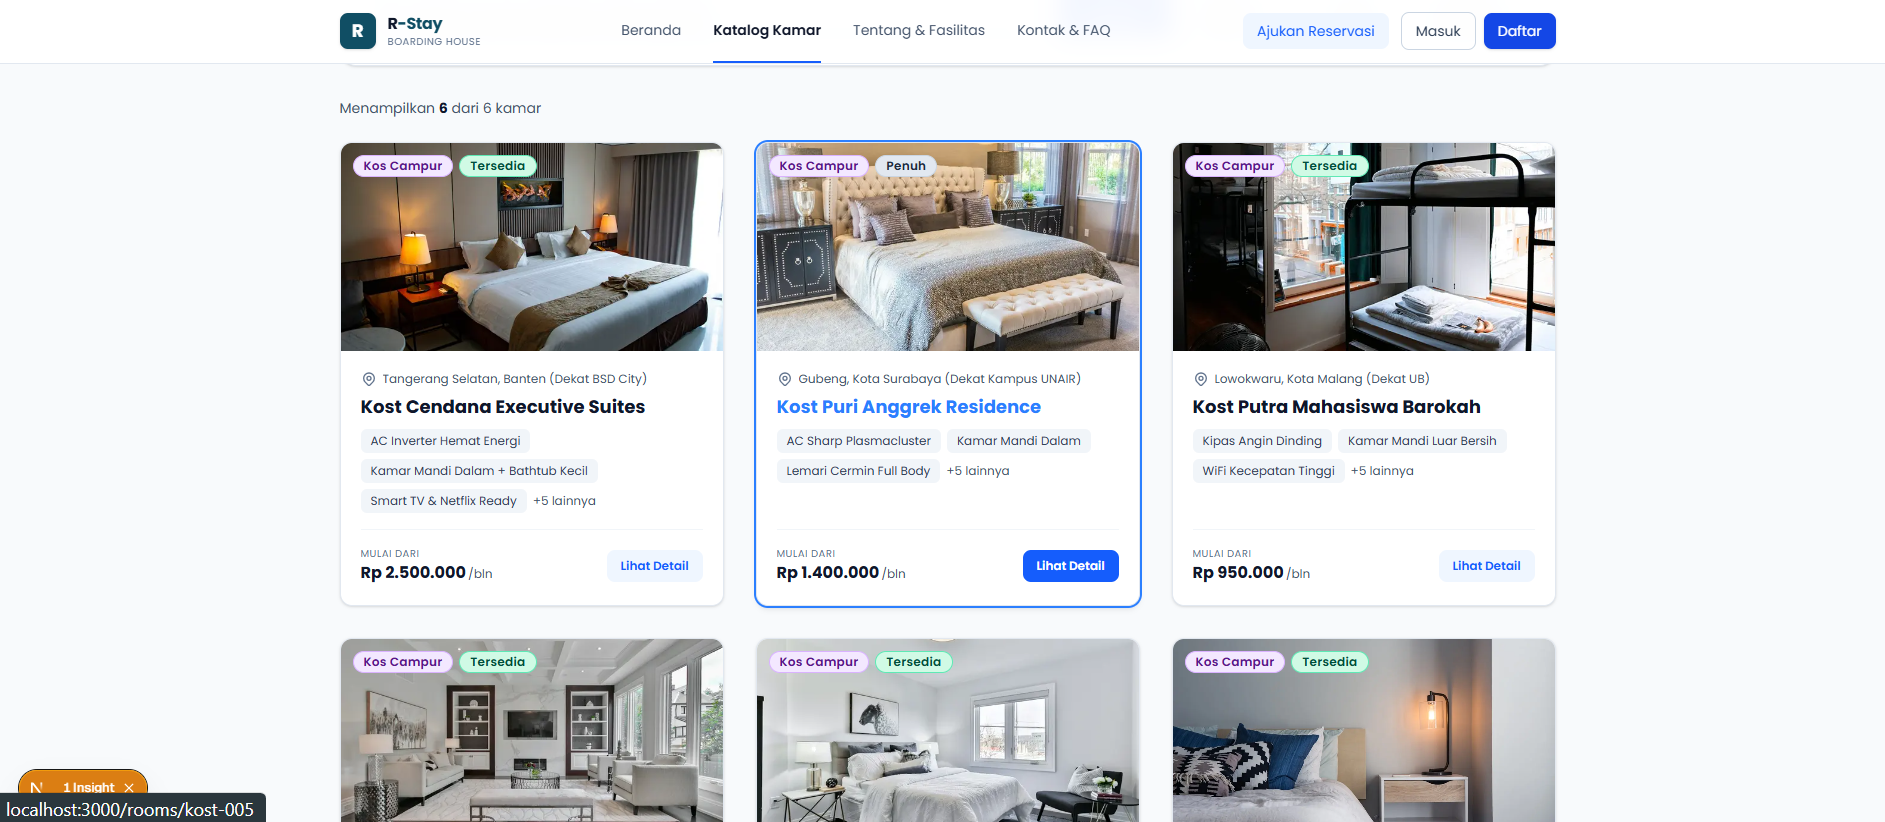 R
R-Stay
BOARDING HOUSE
Beranda
Katalog Kamar
Tentang & Fasilitas
Kontak & FAQ
Ajukan Reservasi
Masuk
Daftar
Menampilkan 6 dari 6 kamar
Kos Campur
Tersedia
Tangerang Selatan, Banten (Dekat BSD City)
Kost Cendana Executive Suites
AC Inverter Hemat Energi
Kamar Mandi Dalam + Bathtub Kecil
Smart TV & Netflix Ready
+5 lainnya
MULAI DARI
Rp 2.500.000 /bln
Lihat Detail
Kos Campur
Penuh
Gubeng, Kota Surabaya (Dekat Kampus UNAIR)
Kost Puri Anggrek Residence
AC Sharp Plasmacluster
Kamar Mandi Dalam
Lemari Cermin Full Body
+5 lainnya
MULAI DARI
Rp 1.400.000 /bln
Lihat Detail
Kos Campur
Tersedia
Lowokwaru, Kota Malang (Dekat UB)
Kost Putra Mahasiswa Barokah
Kipas Angin Dinding
Kamar Mandi Luar Bersih
WiFi Kecepatan Tinggi
+5 lainnya
MULAI DARI
Rp 950.000 /bln
Lihat Detail
Kos Campur
Tersedia
Kos Campur
Tersedia
Kos Campur
Tersedia
N
1 Insight
localhost:3000/rooms/kost-005